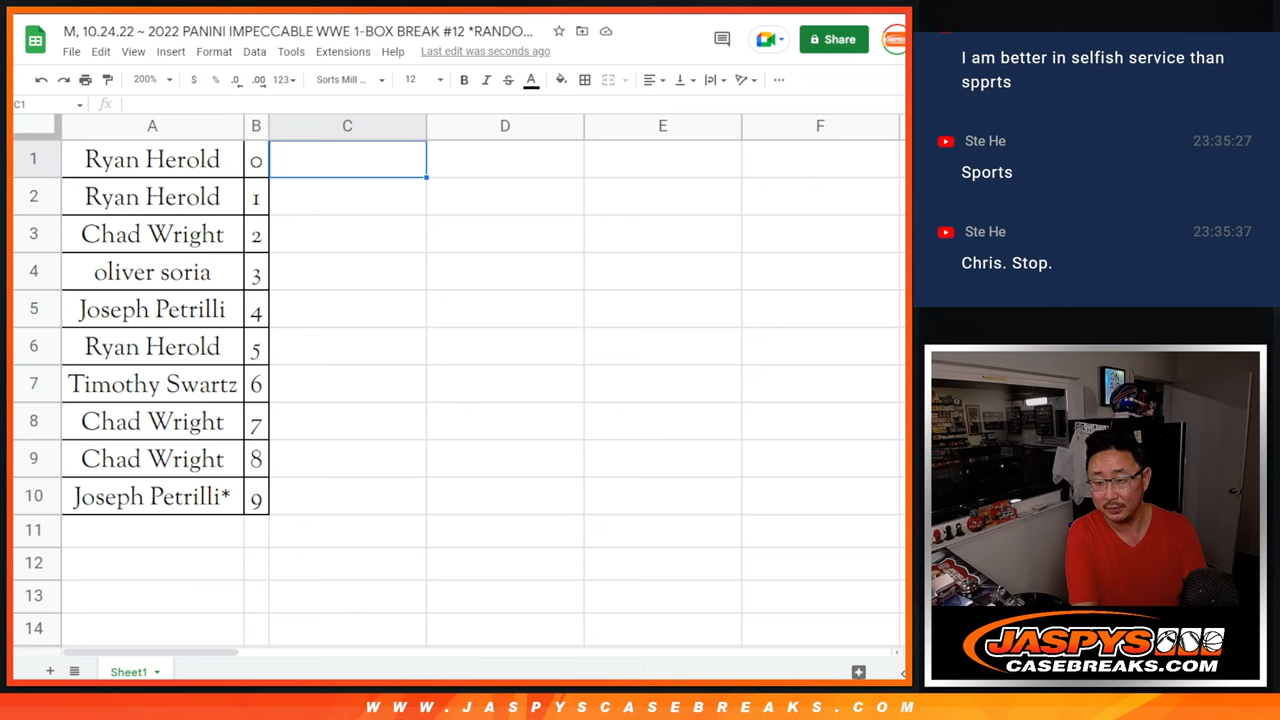 M, 10.24.22 ~ 2022 PANINI IMPECCABLE WWE 1-BOX BREAK #12 *RANDO...
File Edit View Insert Format Data Tools Extensions Help Last edit was seconds ago
Share
200% $ % .0 .00 123 Sorts Mill ... 12 B I S A
C1 fx
A B C D E F
1 Ryan Herold 0
2 Ryan Herold 1
3 Chad Wright 2
4 oliver soria 3
5 Joseph Petrilli 4
6 Ryan Herold 5
7 Timothy Swartz 6
8 Chad Wright 7
9 Chad Wright 8
10 Joseph Petrilli* 9
11
12
13
14
+ Sheet1
I am better in selfish service than
spprts
Ste He 23:35:27
Sports
Ste He 23:35:37
Chris. Stop.
ON
JASPYS
CASEBREAKS.COM
WWW.JASPYSCASEBREAKS.COM